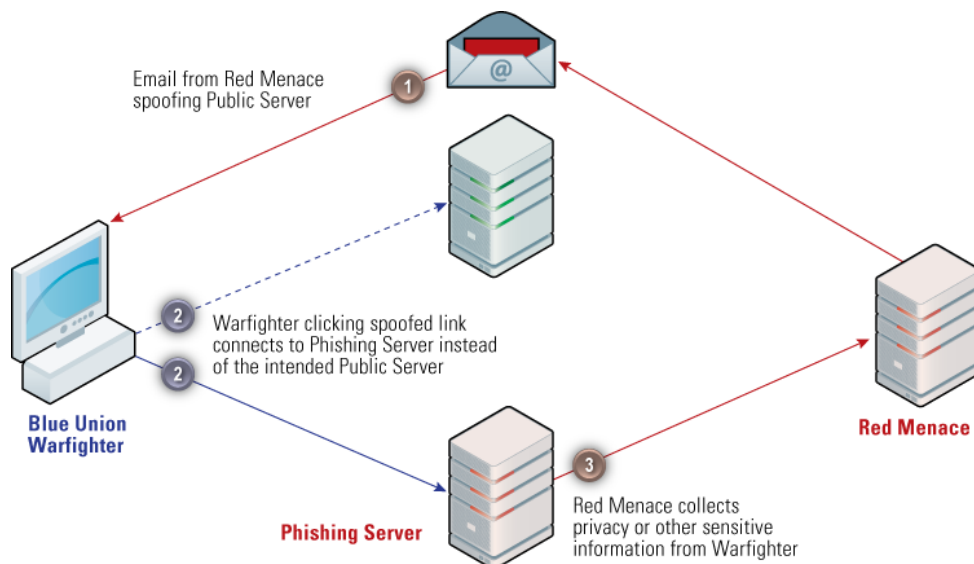 Email from Red Menace
spoofing Public Server
1
@
2
Warfighter clicking spoofed link
connects to Phishing Server instead
of the intended Public Server
2
Blue Union
Warfighter
Red Menace
3
Phishing Server
Red Menace collects
privacy or other sensitive
information from Warfighter